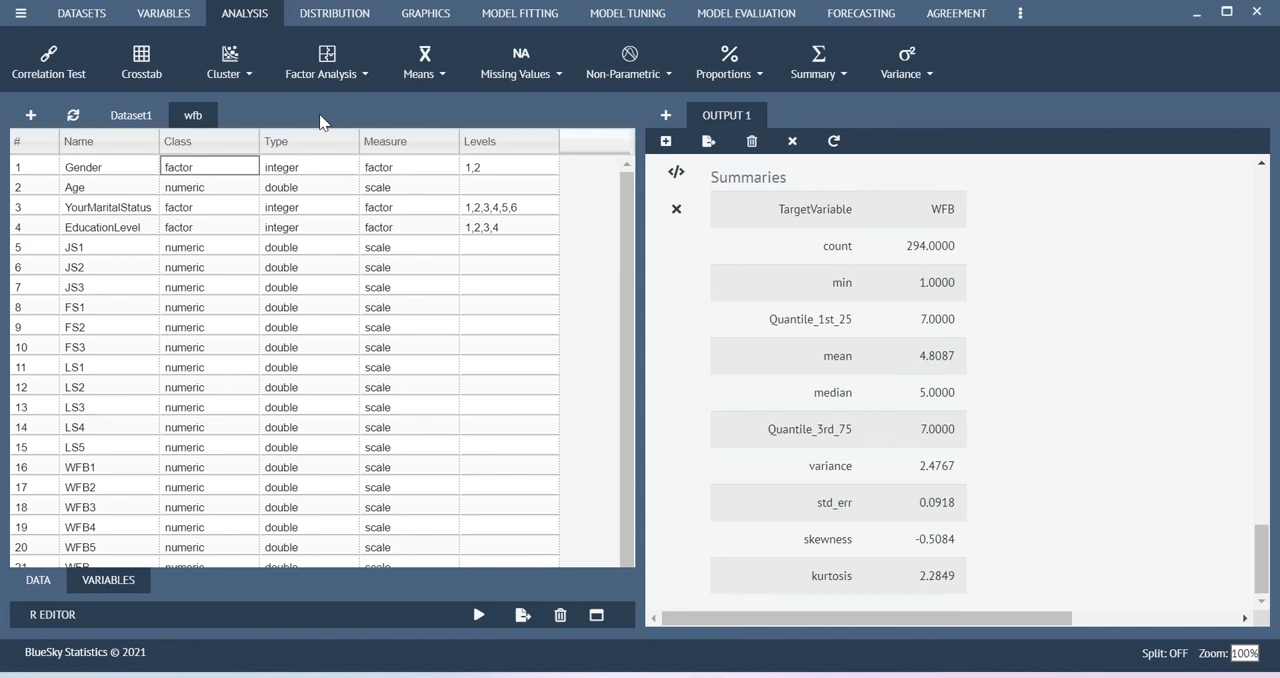 DATASETS VARIABLES ANALYSIS DISTRIBUTION GRAPHICS MODEL FITTING MODEL TUNING MODEL EVALUATION FORECASTING AGREEMENT
Correlation Test Crosstab Cluster Factor Analysis Means NA Missing Values Non-Parametric % Proportions Σ Summary σ² Variance
Dataset1 wfb
# Name Class Type Measure Levels
1 Gender factor integer factor 1,2
2 Age numeric double scale
3 YourMaritalStatus factor integer factor 1,2,3,4,5,6
4 EducationLevel factor integer factor 1,2,3,4
5 JS1 numeric double scale
6 JS2 numeric double scale
7 JS3 numeric double scale
8 FS1 numeric double scale
9 FS2 numeric double scale
10 FS3 numeric double scale
11 LS1 numeric double scale
12 LS2 numeric double scale
13 LS3 numeric double scale
14 LS4 numeric double scale
15 LS5 numeric double scale
16 WFB1 numeric double scale
17 WFB2 numeric double scale
18 WFB3 numeric double scale
19 WFB4 numeric double scale
20 WFB5 numeric double scale
21 WFB numeric double scale
DATA VARIABLES
R EDITOR
OUTPUT 1
Summaries
TargetVariable WFB
count 294.0000
min 1.0000
Quantile_1st_25 7.0000
mean 4.8087
median 5.0000
Quantile_3rd_75 7.0000
variance 2.4767
std_err 0.0918
skewness -0.5084
kurtosis 2.2849
BlueSky Statistics © 2021
Split: OFF Zoom: 100%